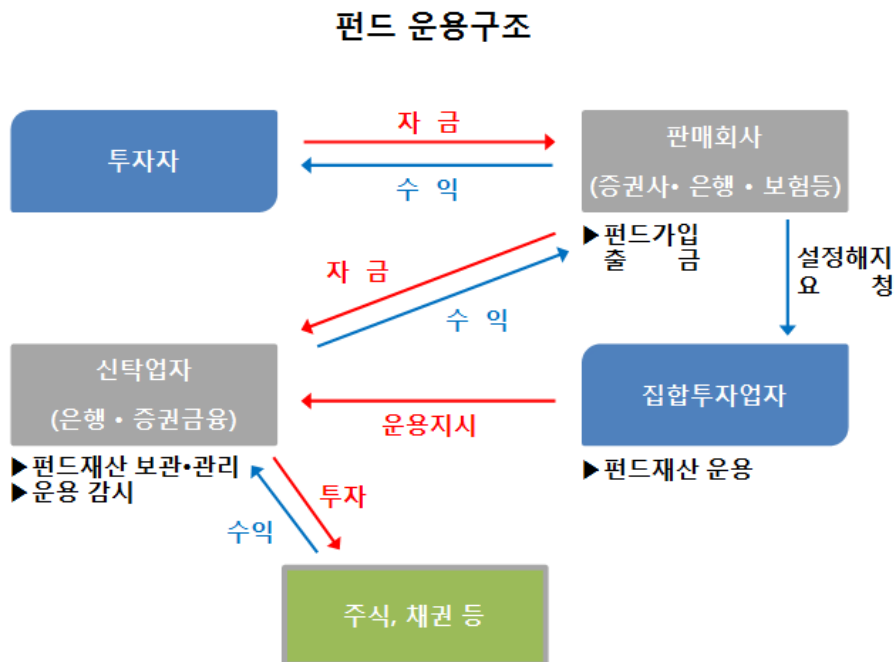 펀드 운용구조
투자자
자 금
수 익
판매회사
(증권사• 은행 • 보험등)
▶펀드가입
출 금
설정해지
요 청
자 금
수 익
신탁업자
(은행 • 증권금융)
운용지시
집합투자업자
▶펀드재산 보관•관리
▶운용 감시
▶펀드재산 운용
투자
수익
주식, 채권 등